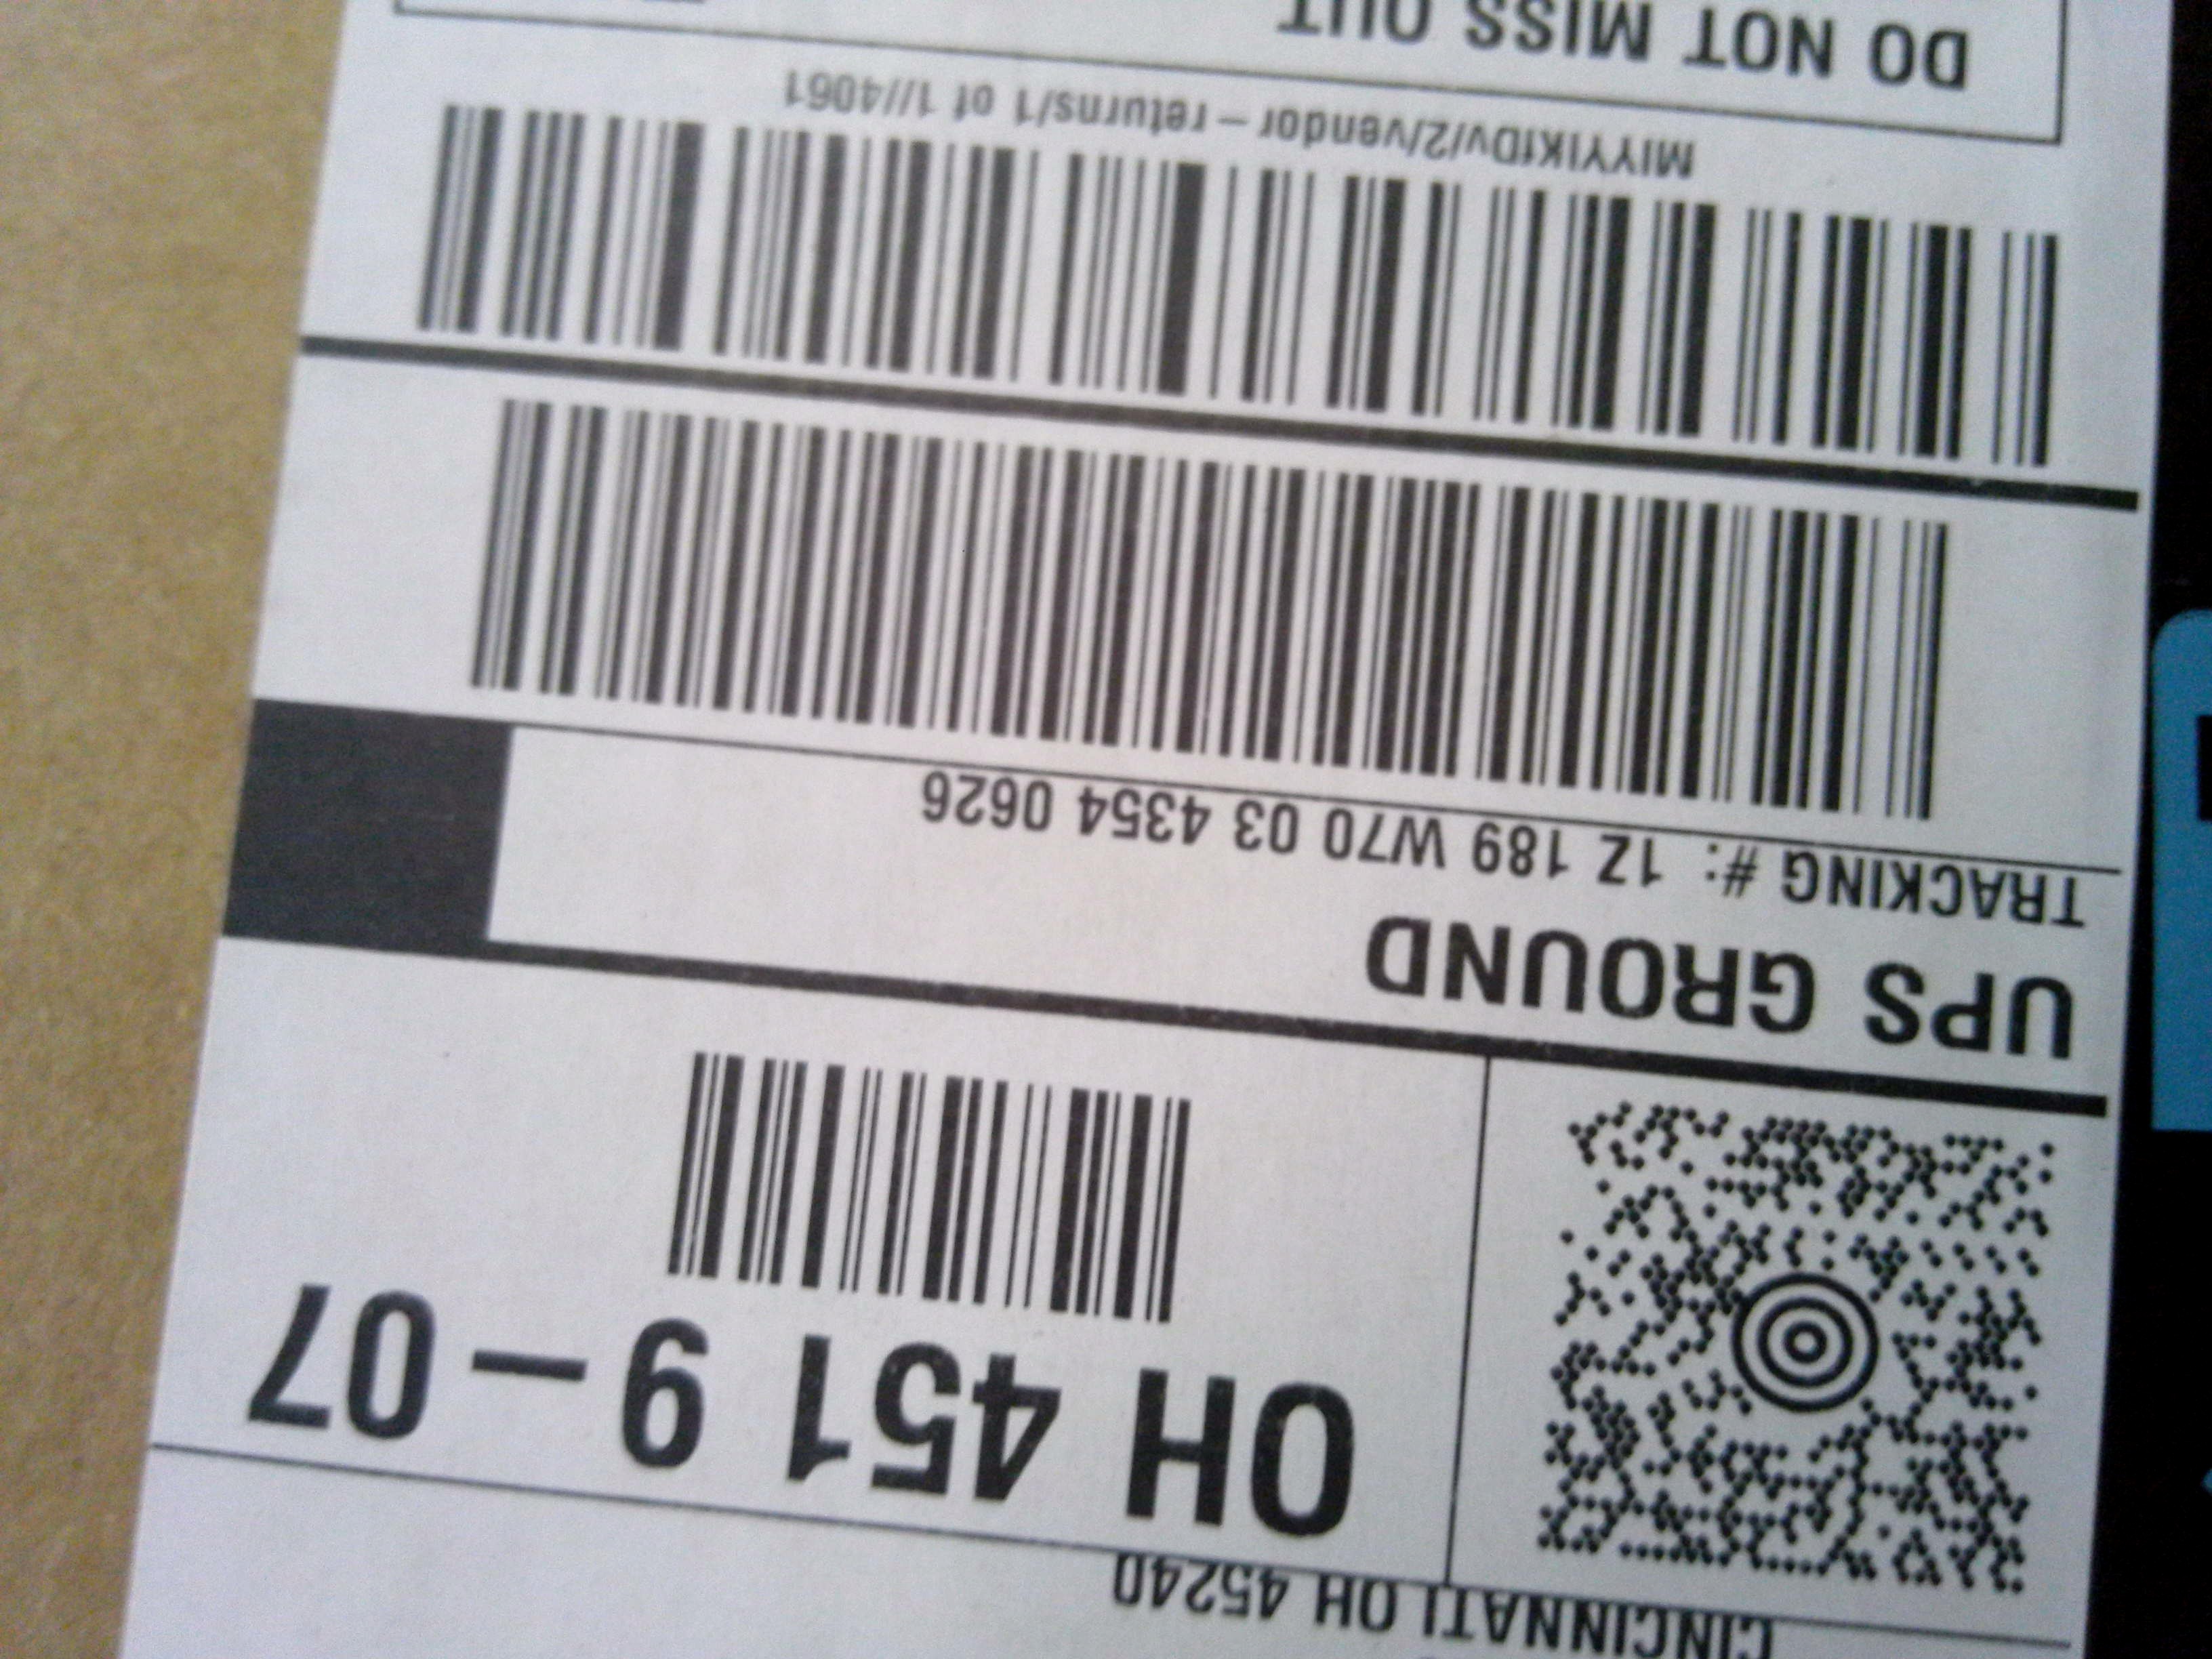 CINCINNATI OH 45240
OH 451 9 – 07
UPS GROUND
TRACKING #: 1Z 189 W70 03 4354 0626
MIYYIK1Dv/2/vendor – returns/1 of 1//4061
DO NOT MISS OUT